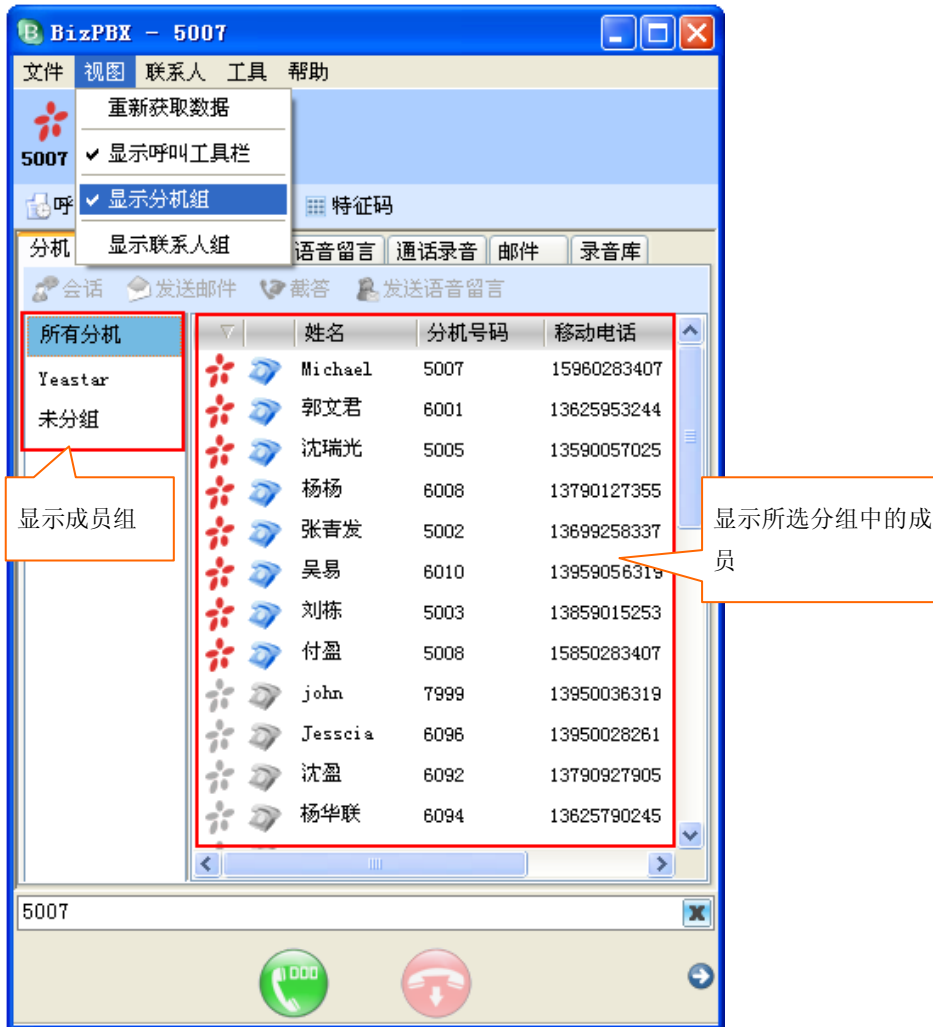 BizPBX - 5007
文件 视图 联系人 工具 帮助
重新获取数据
5007 ✓ 显示呼叫工具栏
呼 ✓ 显示分机组 特征码
显示联系人组
分机 语音留言 通话录音 邮件 录音库
会话 发送邮件 截答 发送语音留言
所有分机
Yeastar
未分组
显示成员组
姓名 分机号码 移动电话
Michael 5007 15960283407
郭文君 6001 13625953244
沈瑞光 5005 13590057025
杨杨 6008 13790127355
张青发 5002 13699258337
吴易 6010 13959056319
刘栋 5003 13859015253
付盈 5008 15850283407
john 7999 13950036319
Jesscia 6096 13950028261
沈盈 6092 13790927905
杨华联 6094 13625790245
显示所选分组中的成
员
5007